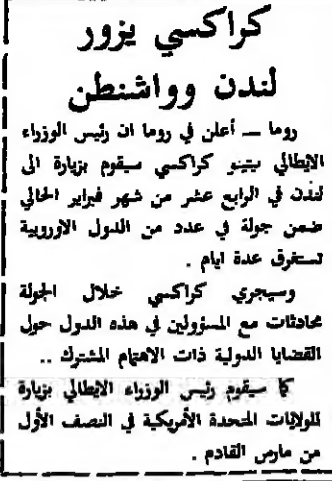 كراكسي يزور
لندن وواشنطن
روما — أعلن في روما ان رئيس الوزراء
الايطالي بيتينو كراكسي سيقوم بزيارة الى
لندن في الرابع عشر من شهر فبراير الحالي
ضمن جولة في عدد من الدول الاوروبية
تستغرق عدة ايام .
وسيجري كراكسي خلال الجولة
محادثات مع المسؤولين في هذه الدول حول
القضايا الدولية ذات الاهتمام المشترك ..
كما سيقوم رئيس الوزراء الايطالي بزيارة
للولايات المتحدة الأمريكية في النصف الأول
من مارس القادم .